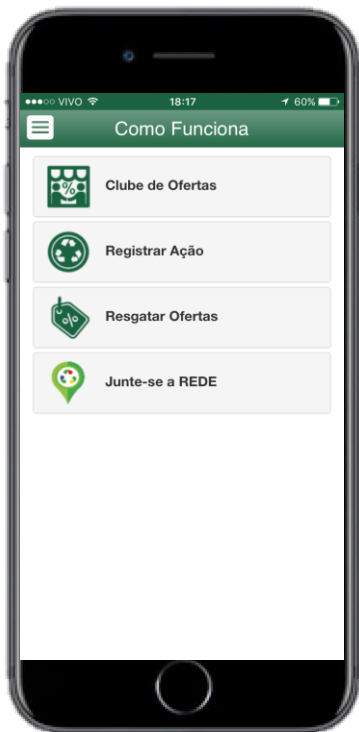 VIVO 18:17 60%
Como Funciona
% Clube de Ofertas
Registrar Ação
% Resgatar Ofertas
Junte-se a REDE